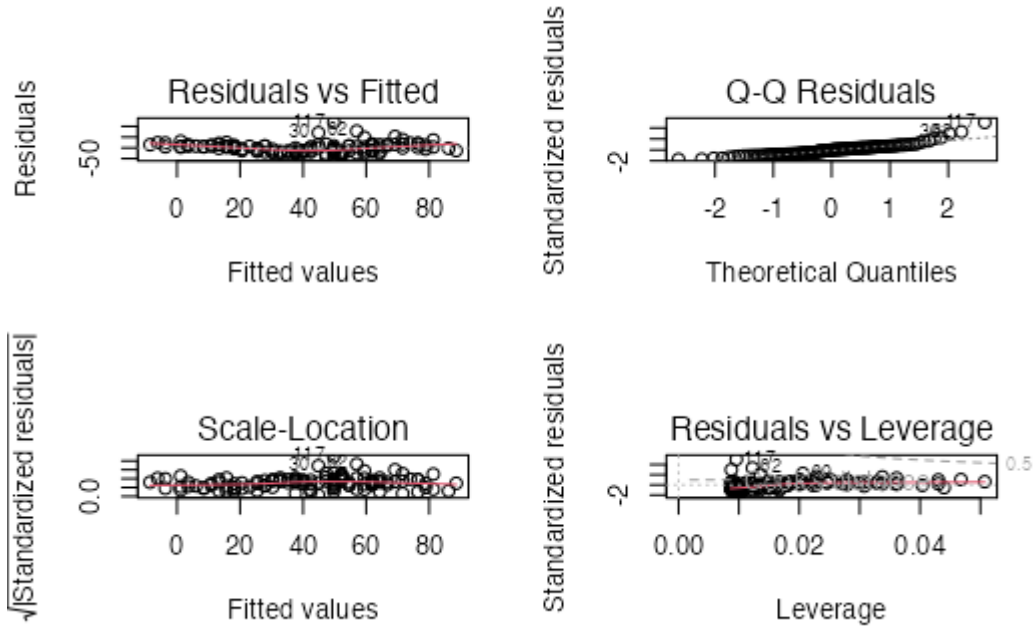 Residuals vs Fitted
Residuals
-50
117
30
62
0 20 40 60 80
Fitted values
Q-Q Residuals
Standardized residuals
-2
117
-2 -1 0 1 2
Theoretical Quantiles
Scale-Location
√|Standardized residuals|
0.0
117
30
0 20 40 60 80
Fitted values
Residuals vs Leverage
Standardized residuals
-2
117
62
0.5
0.00 0.02 0.04
Leverage